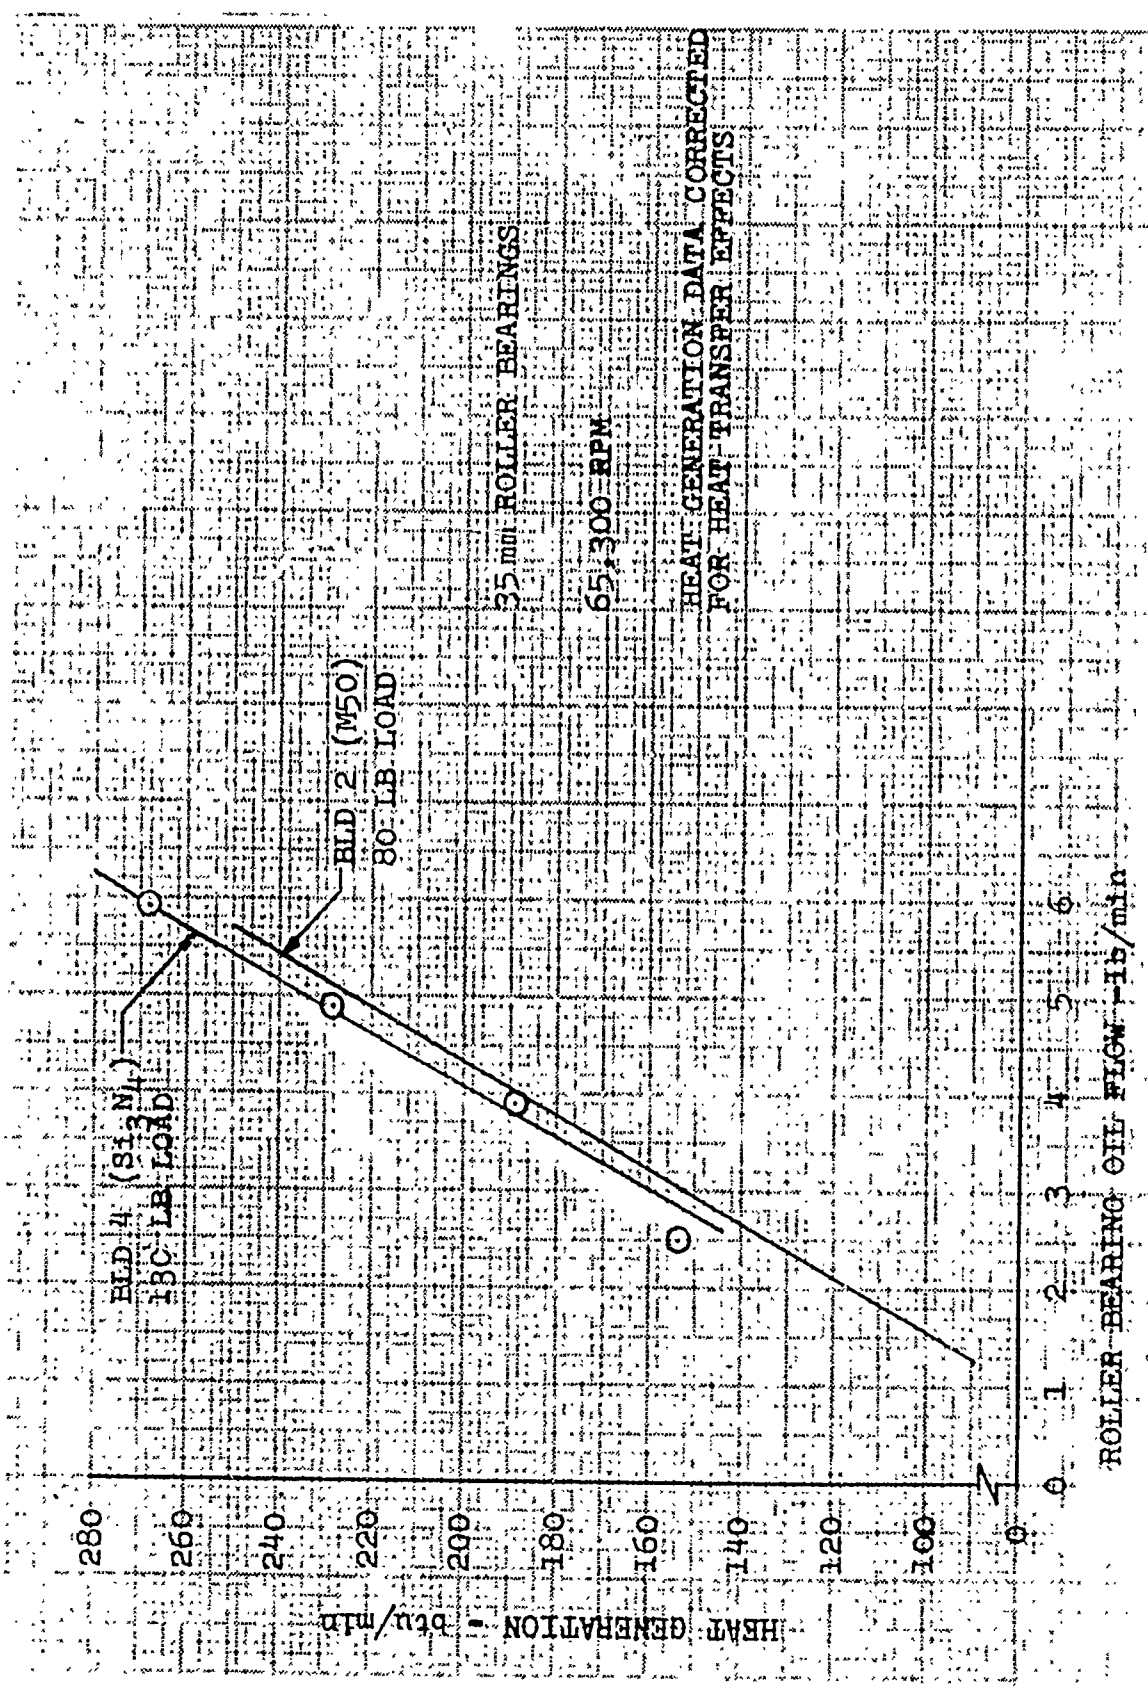 BLD 4 (Si3N4)
130 LB LOAD
BLD 2 (M50)
80 LB LOAD
35 mm ROLLER BEARINGS
65,300 RPM
HEAT GENERATION DATA CORRECTED
FOR HEAT TRANSFER EFFECTS
HEAT GENERATION - btu/min
280
260
240
220
200
180
160
140
120
100
0
0 1 2 3 4 5 6
ROLLER BEARING OIL FLOW - lb/min